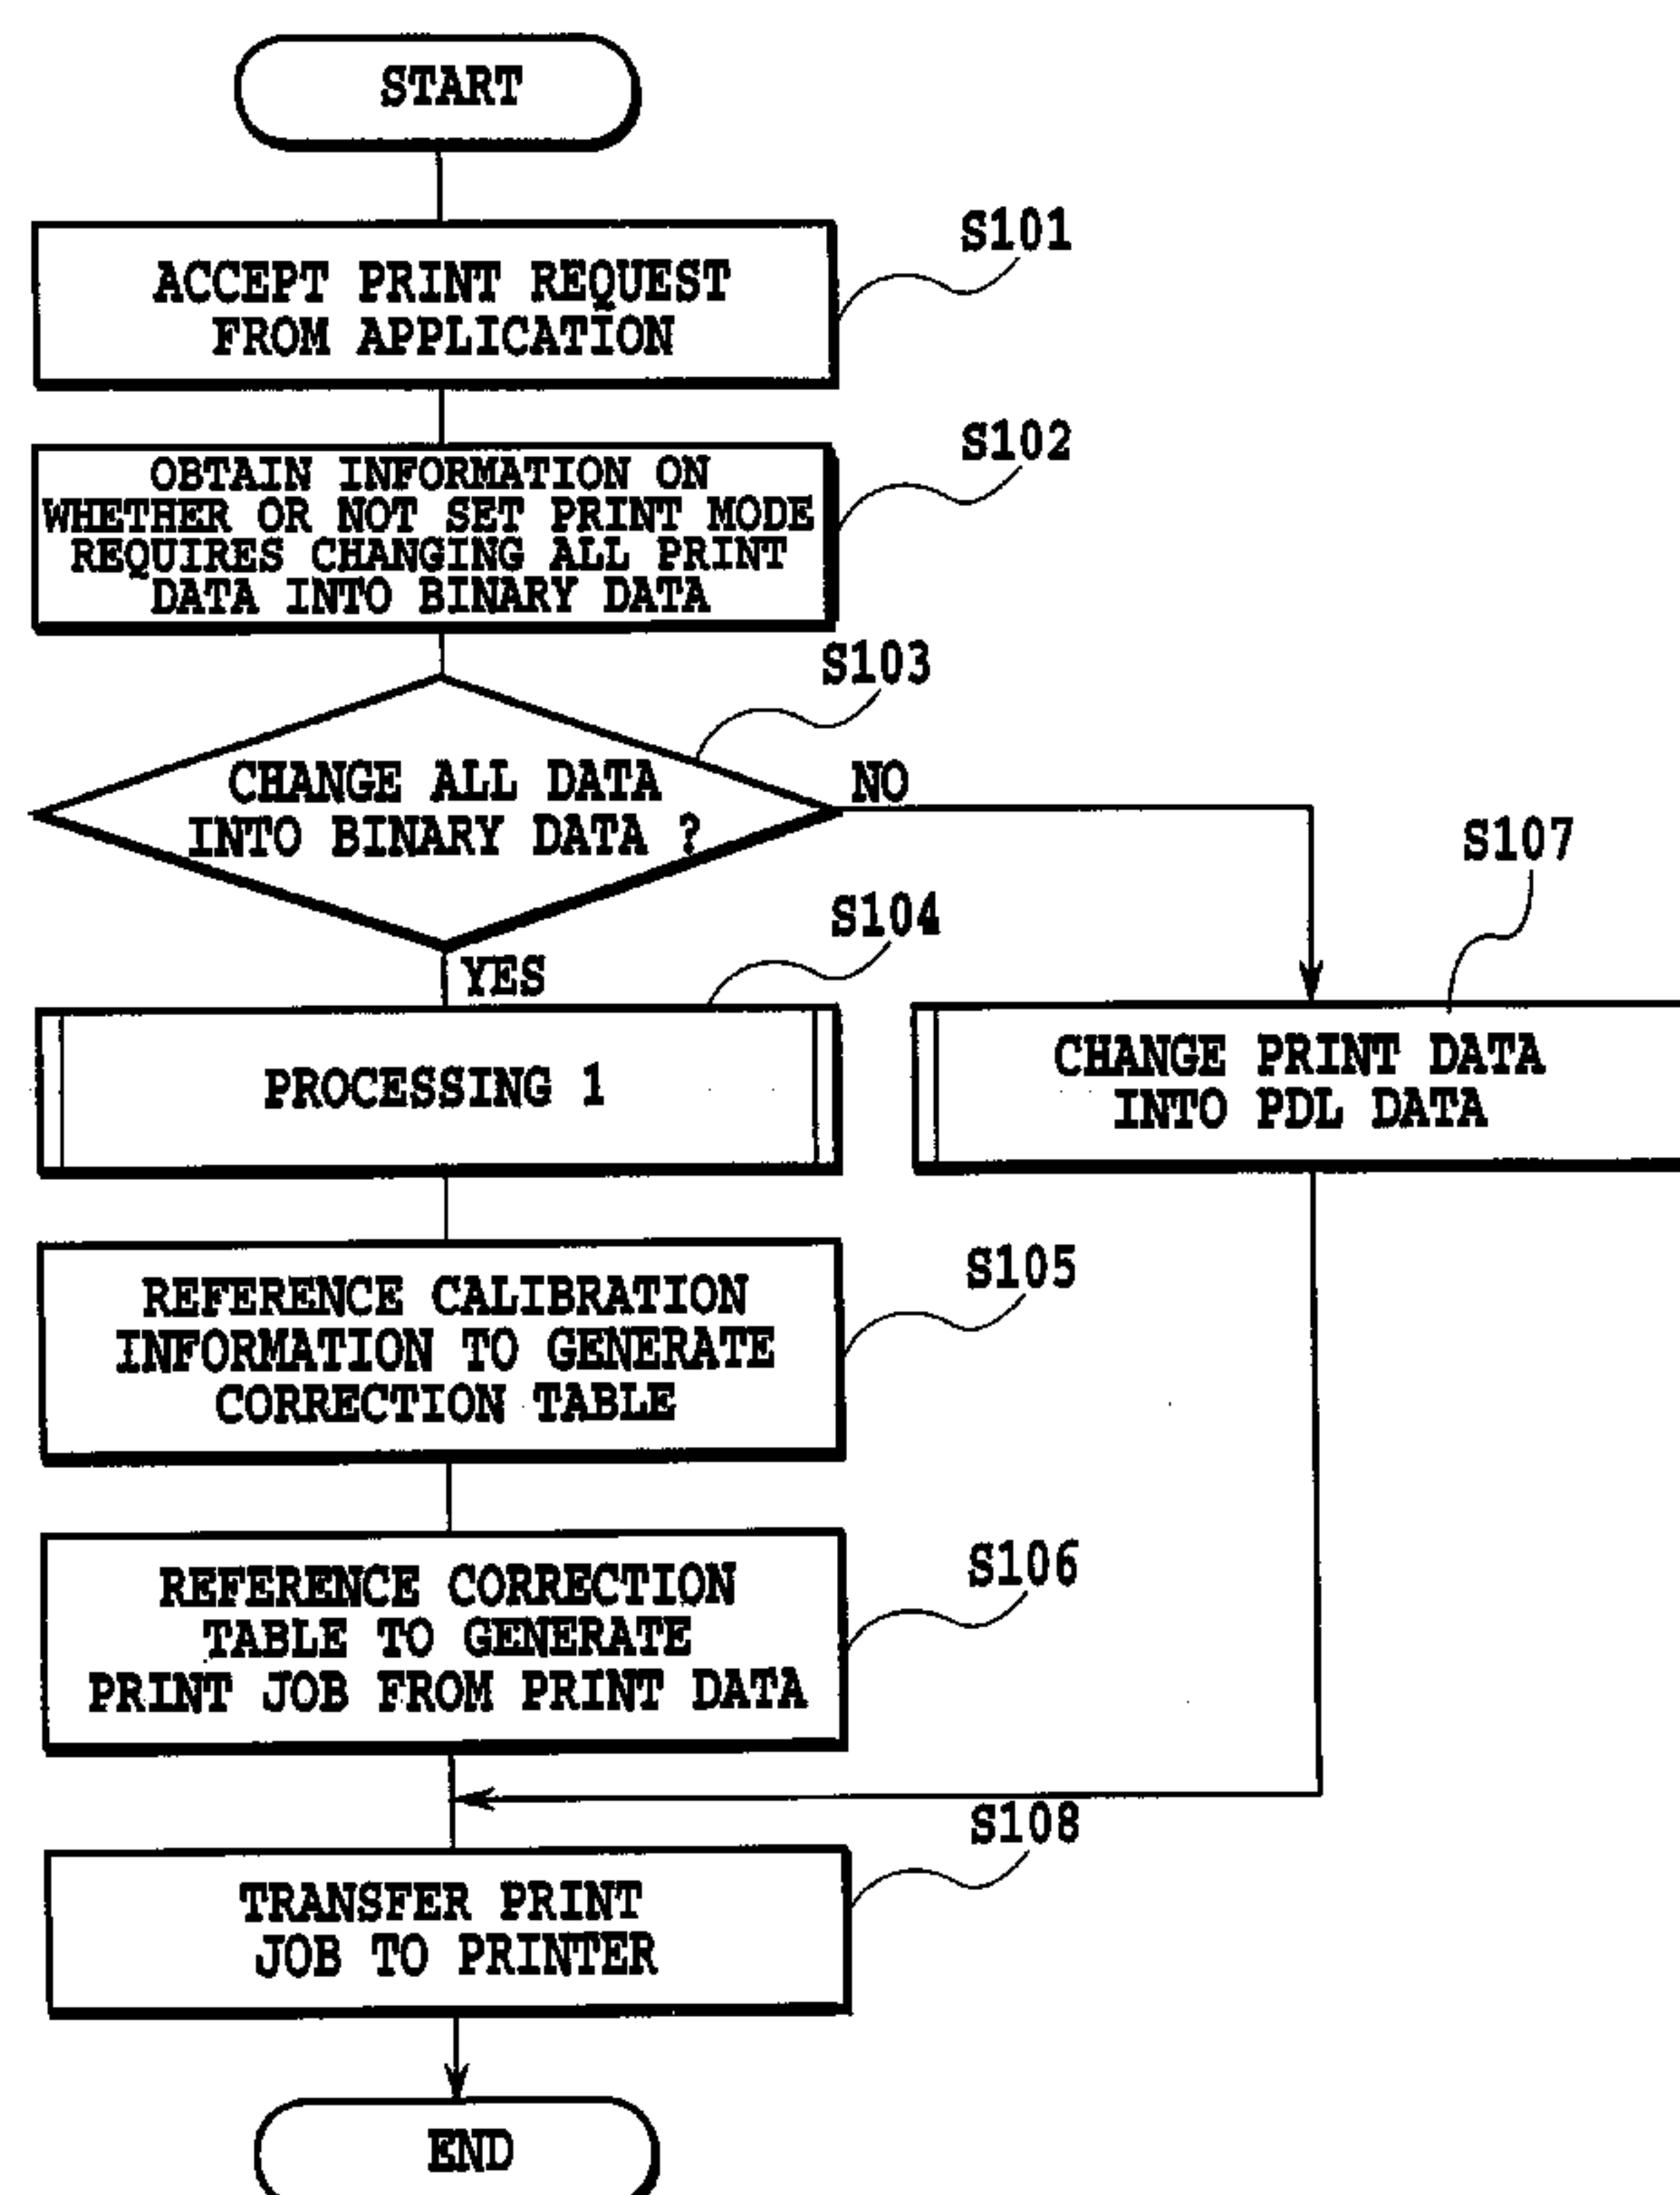 START
S101
ACCEPT PRINT REQUEST
FROM APPLICATION
S102
OBTAIN INFORMATION ON
WHETHER OR NOT SET PRINT MODE
REQUIRES CHANGING ALL PRINT
DATA INTO BINARY DATA
S103
CHANGE ALL DATA
INTO BINARY DATA ?
NO
YES
S104
PROCESSING 1
S107
CHANGE PRINT DATA
INTO PDL DATA
S105
REFERENCE CALIBRATION
INFORMATION TO GENERATE
CORRECTION TABLE
S106
REFERENCE CORRECTION
TABLE TO GENERATE
PRINT JOB FROM PRINT DATA
S108
TRANSFER PRINT
JOB TO PRINTER
END